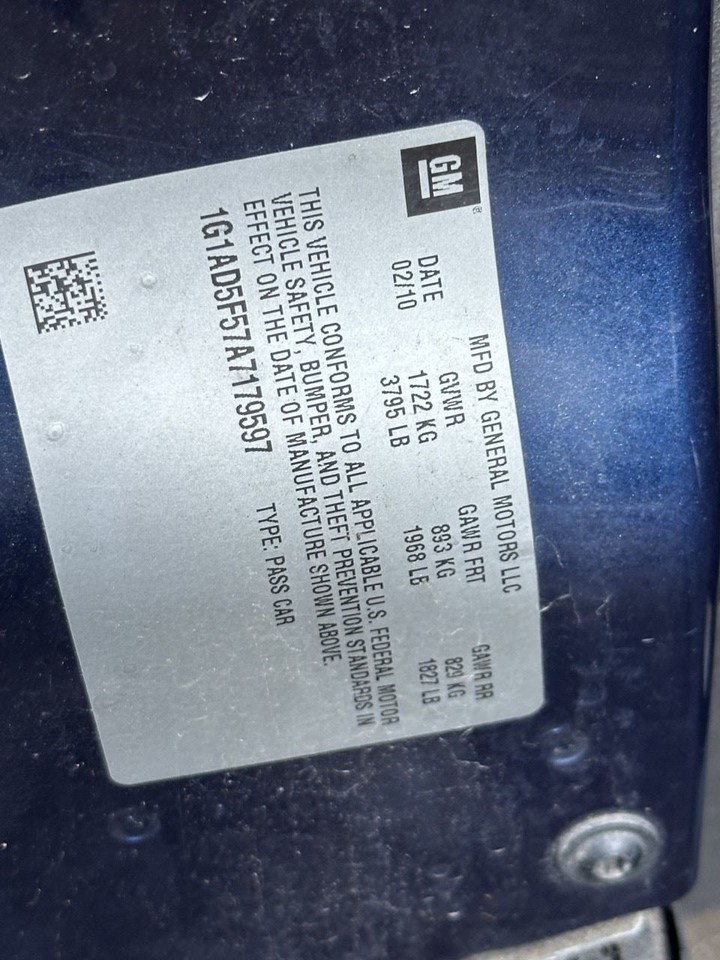 GM
MFD BY GENERAL MOTORS LLC
DATE GVWR GAWR FRT GAWR RR
02/10 1722 KG 893 KG 829 KG
3795 LB 1968 LB 1827 LB
THIS VEHICLE CONFORMS TO ALL APPLICABLE U.S. FEDERAL MOTOR
VEHICLE SAFETY, BUMPER, AND THEFT PREVENTION STANDARDS IN
EFFECT ON THE DATE OF MANUFACTURE SHOWN ABOVE.
1G1AD5F57A7179597 TYPE: PASS CAR